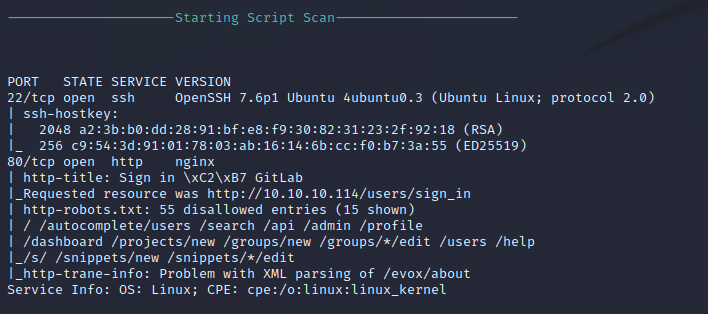 ---------------------Starting Script Scan-----------------------
PORT   STATE SERVICE VERSION
22/tcp open  ssh     OpenSSH 7.6p1 Ubuntu 4ubuntu0.3 (Ubuntu Linux; protocol 2.0)
| ssh-hostkey:
|   2048 a2:3b:b0:dd:28:91:bf:e8:f9:30:82:31:23:2f:92:18 (RSA)
|_  256 c9:54:3d:91:01:78:03:ab:16:14:6b:cc:f0:b7:3a:55 (ED25519)
80/tcp open  http    nginx
| http-title: Sign in \xC2\xB7 GitLab
|_Requested resource was http://10.10.10.114/users/sign_in
| http-robots.txt: 55 disallowed entries (15 shown)
| / /autocomplete/users /search /api /admin /profile
| /dashboard /projects/new /groups/new /groups/*/edit /users /help
|_/s/ /snippets/new /snippets/*/edit
|_http-trane-info: Problem with XML parsing of /evox/about
Service Info: OS: Linux; CPE: cpe:/o:linux:linux_kernel